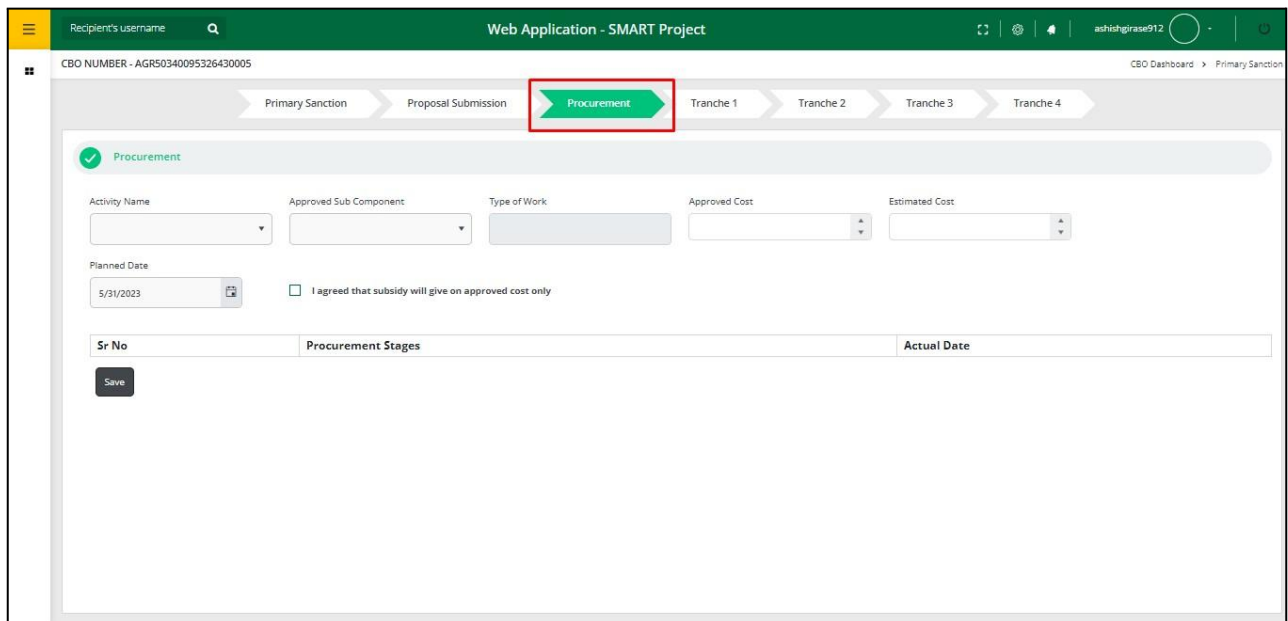 Recipient's username
Web Application - SMART Project
ashishgirase912
CBO NUMBER - AGR50340095326430005
CBO Dashboard > Primary Sanction
Primary Sanction
Proposal Submission
Procurement
Tranche 1
Tranche 2
Tranche 3
Tranche 4
Procurement
Activity Name
Approved Sub Component
Type of Work
Approved Cost
Estimated Cost
Planned Date
5/31/2023
I agreed that subsidy will give on approved cost only
Sr No
Procurement Stages
Actual Date
Save